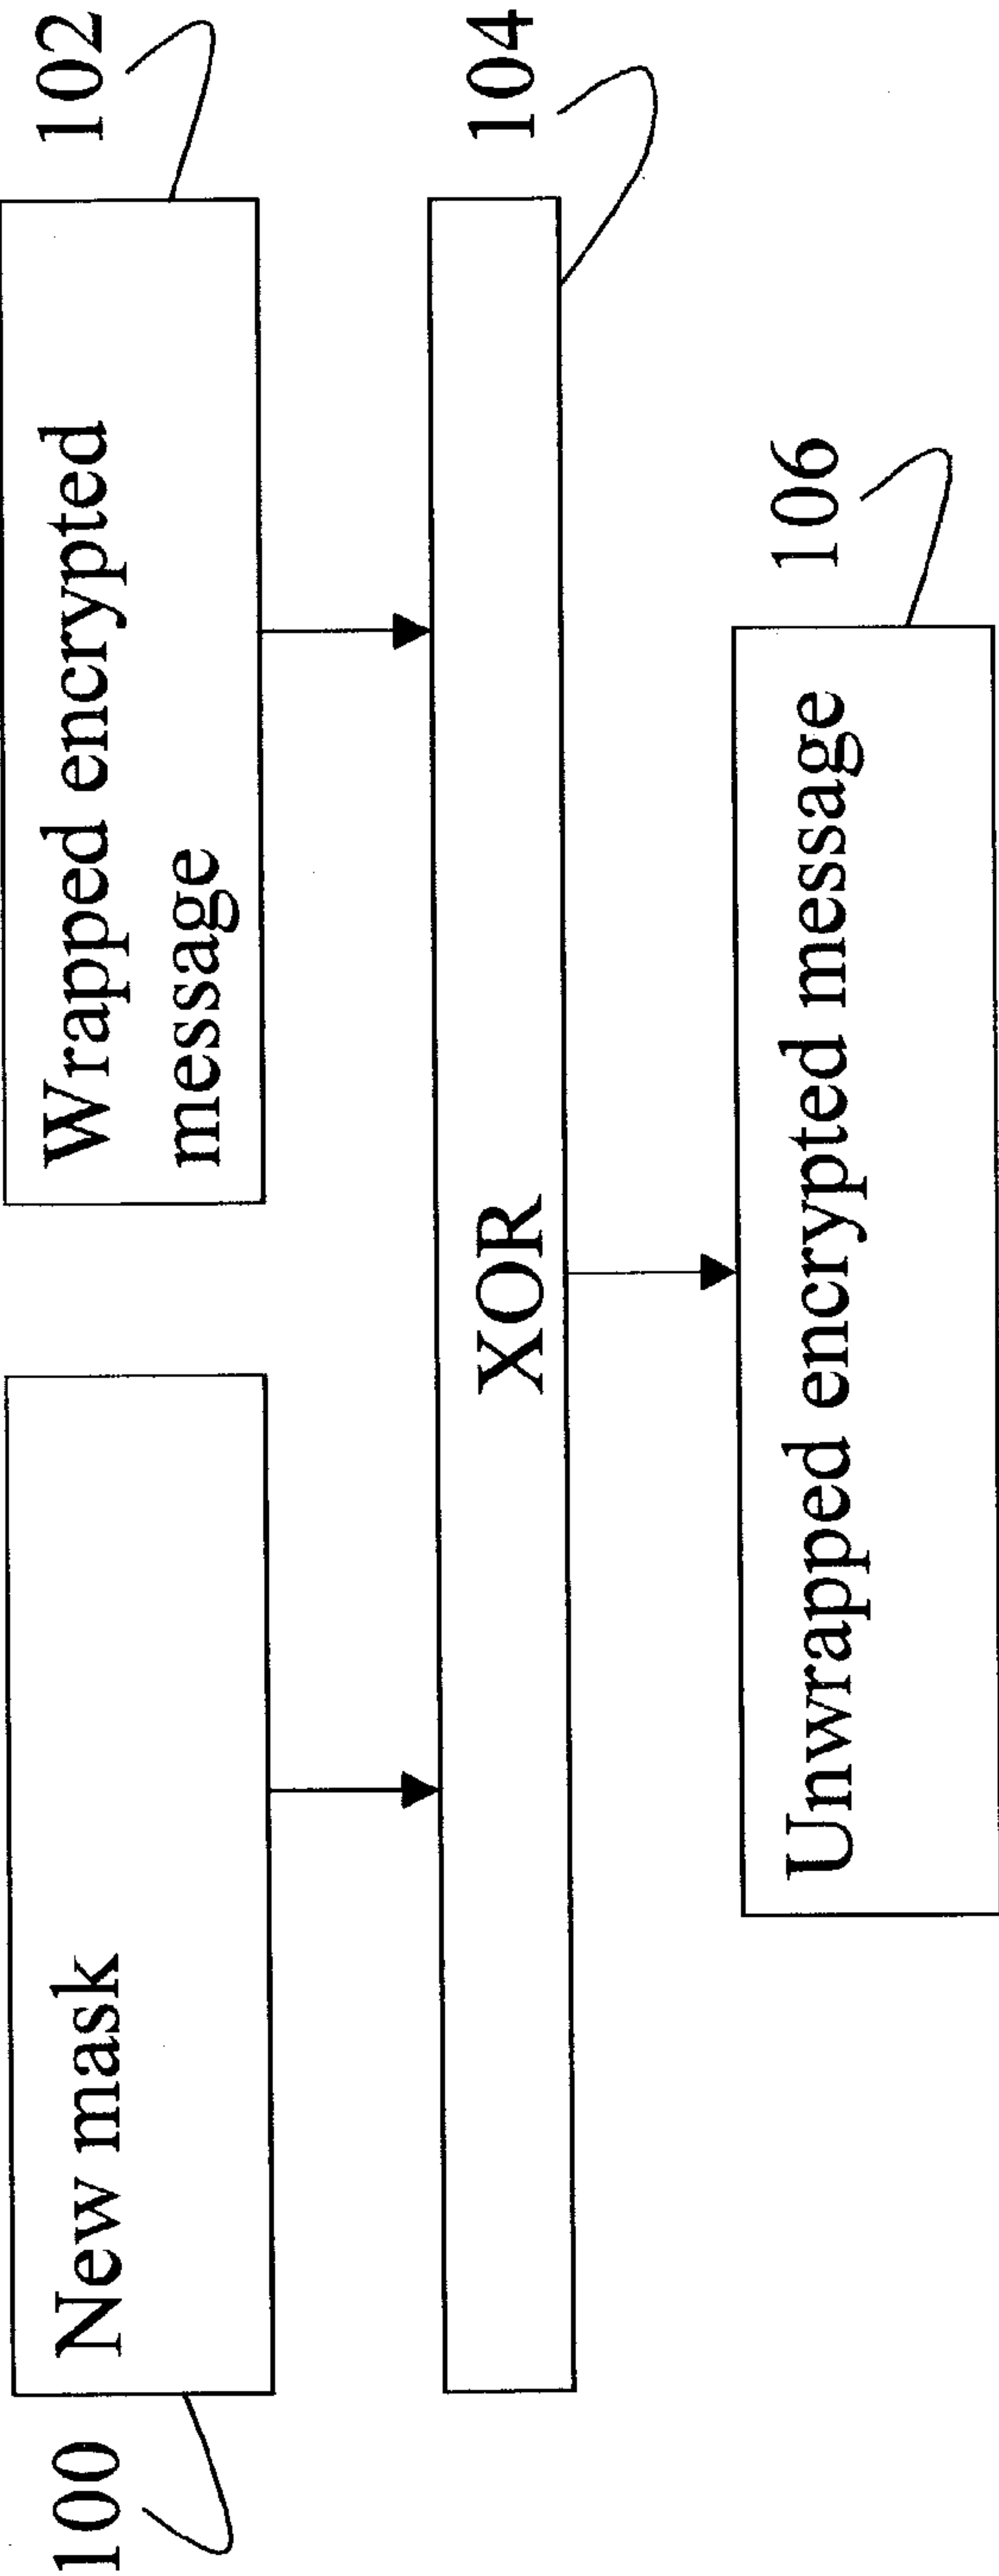 100
New mask
Wrapped encrypted
message
102
XOR
104
Unwrapped encrypted message
106